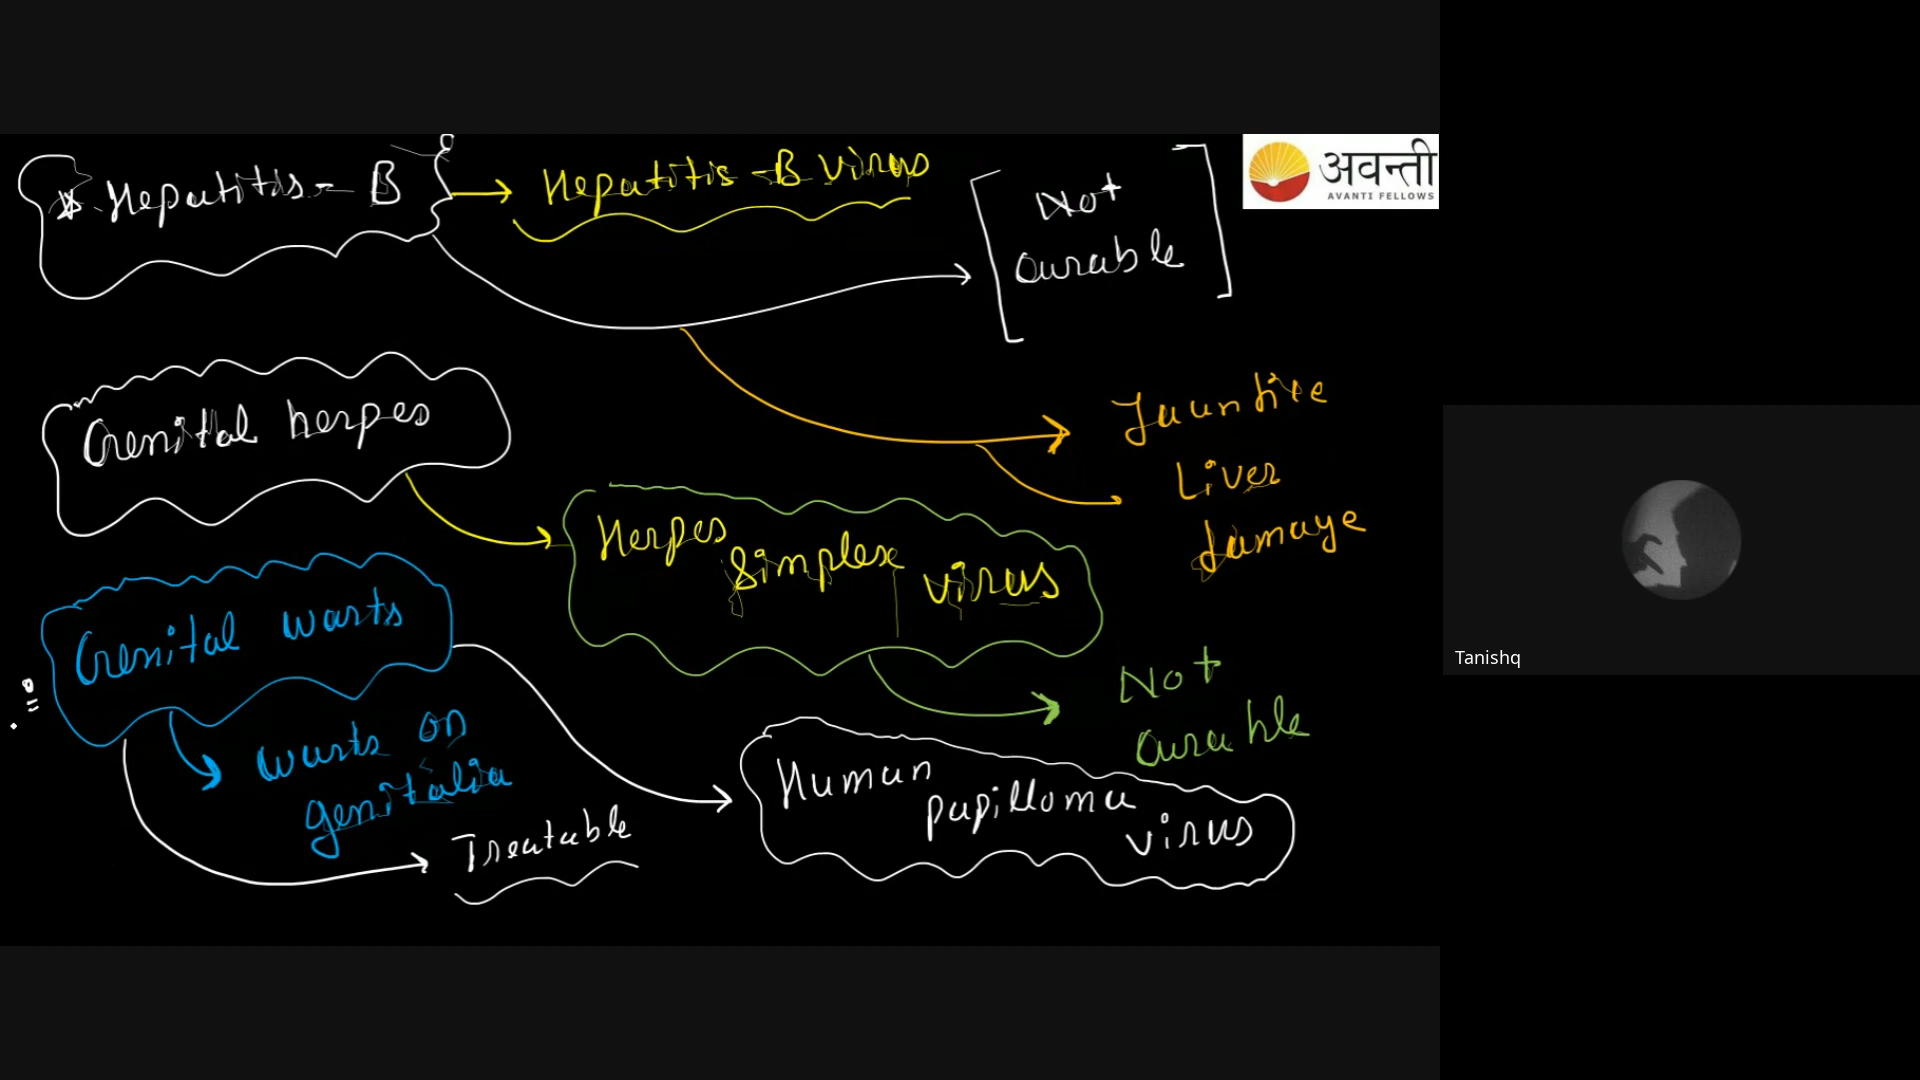 * Hepatitis - B
Hepatitis - B virus
Not
curable
अवन्ती
AVANTI FELLOWS
Genital herpes
Liver
damage
Herpes
simplex
virus
Genital warts
Not
curable
warts on
genitalia
Human
papilloma
virus
Treatable
Tanishq